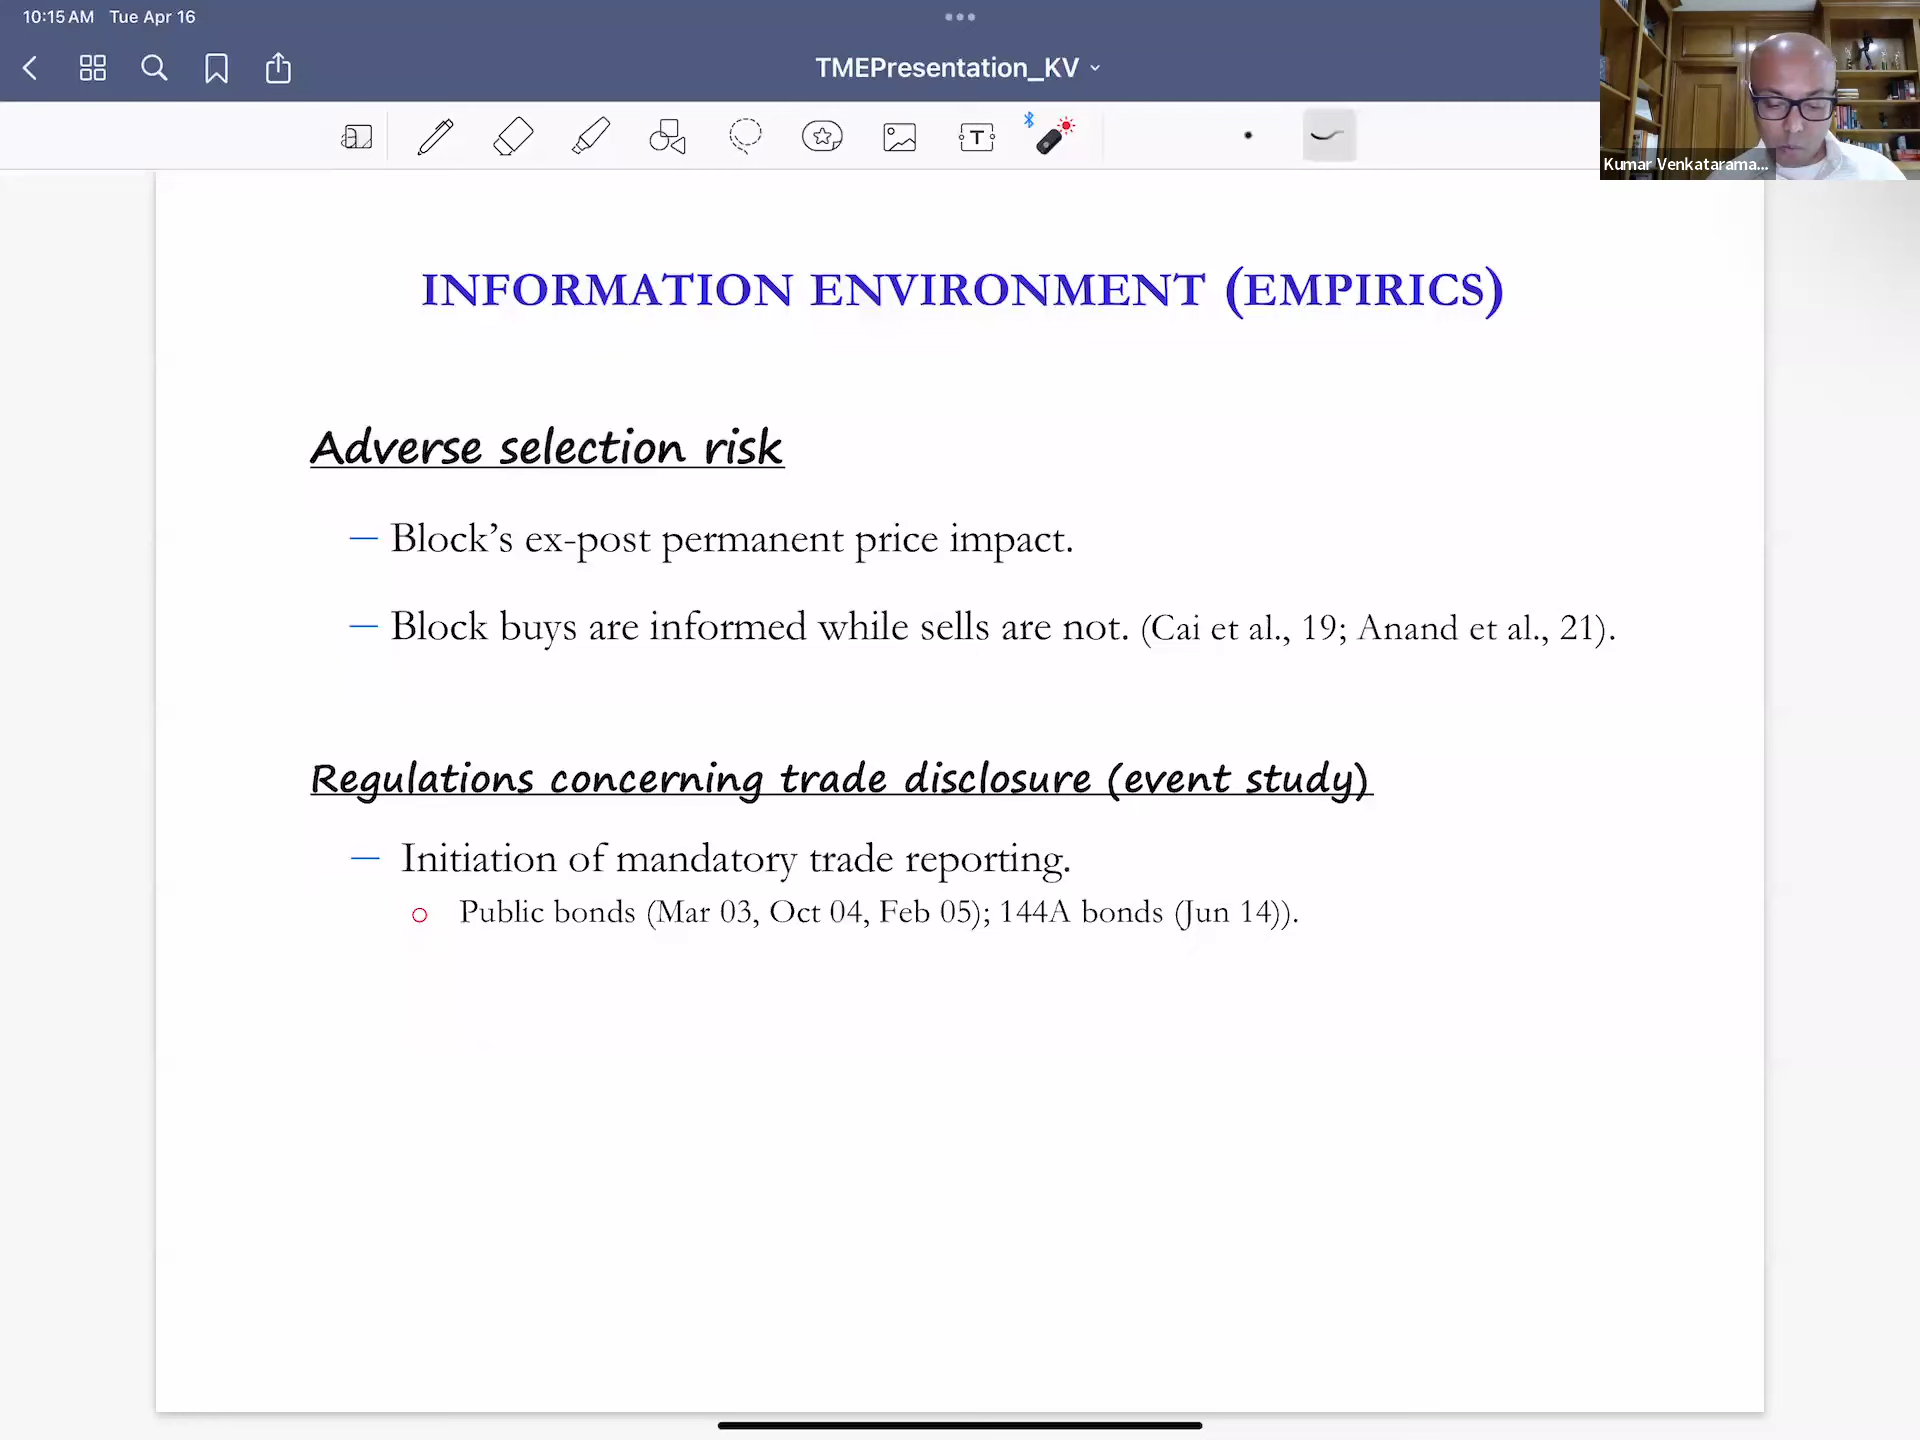 10:15 AM Tue Apr 16
TMEPresentation_KV
Kumar Venkatarama...
INFORMATION ENVIRONMENT (EMPIRICS)
Adverse selection risk
— Block’s ex-post permanent price impact.
— Block buys are informed while sells are not. (Cai et al., 19; Anand et al., 21).
Regulations concerning trade disclosure (event study)
— Initiation of mandatory trade reporting.
o Public bonds (Mar 03, Oct 04, Feb 05); 144A bonds (Jun 14)).